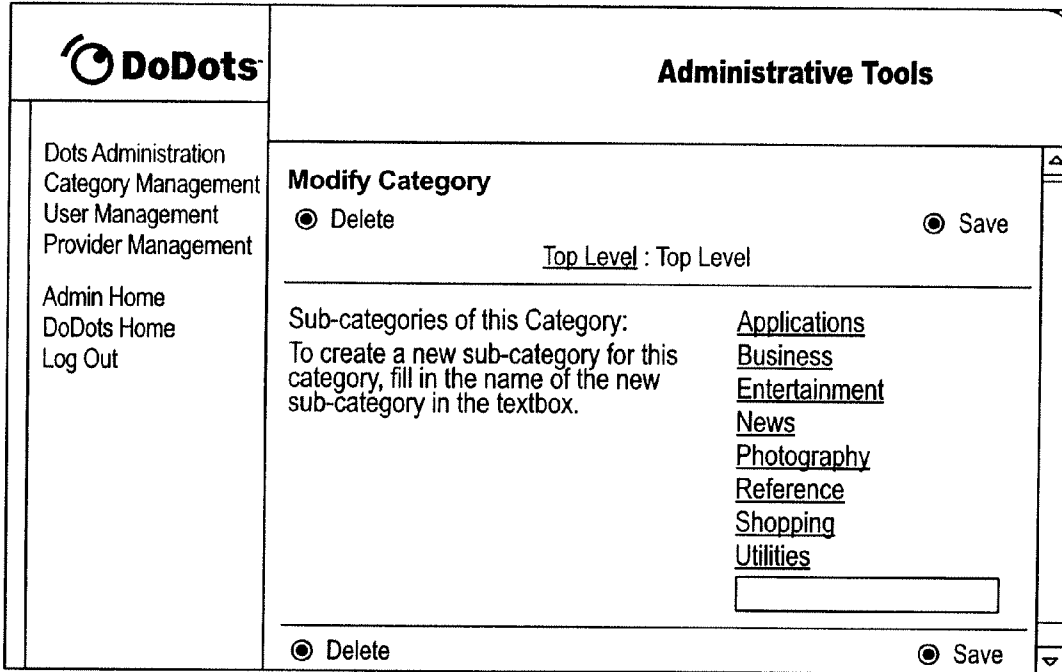 DoDots
Administrative Tools
Dots Administration
Category Management
User Management
Provider Management
Admin Home
DoDots Home
Log Out
Modify Category
Delete
Save
Top Level : Top Level
Sub-categories of this Category:
To create a new sub-category for this
category, fill in the name of the new
sub-category in the textbox.
Applications
Business
Entertainment
News
Photography
Reference
Shopping
Utilities
Delete
Save